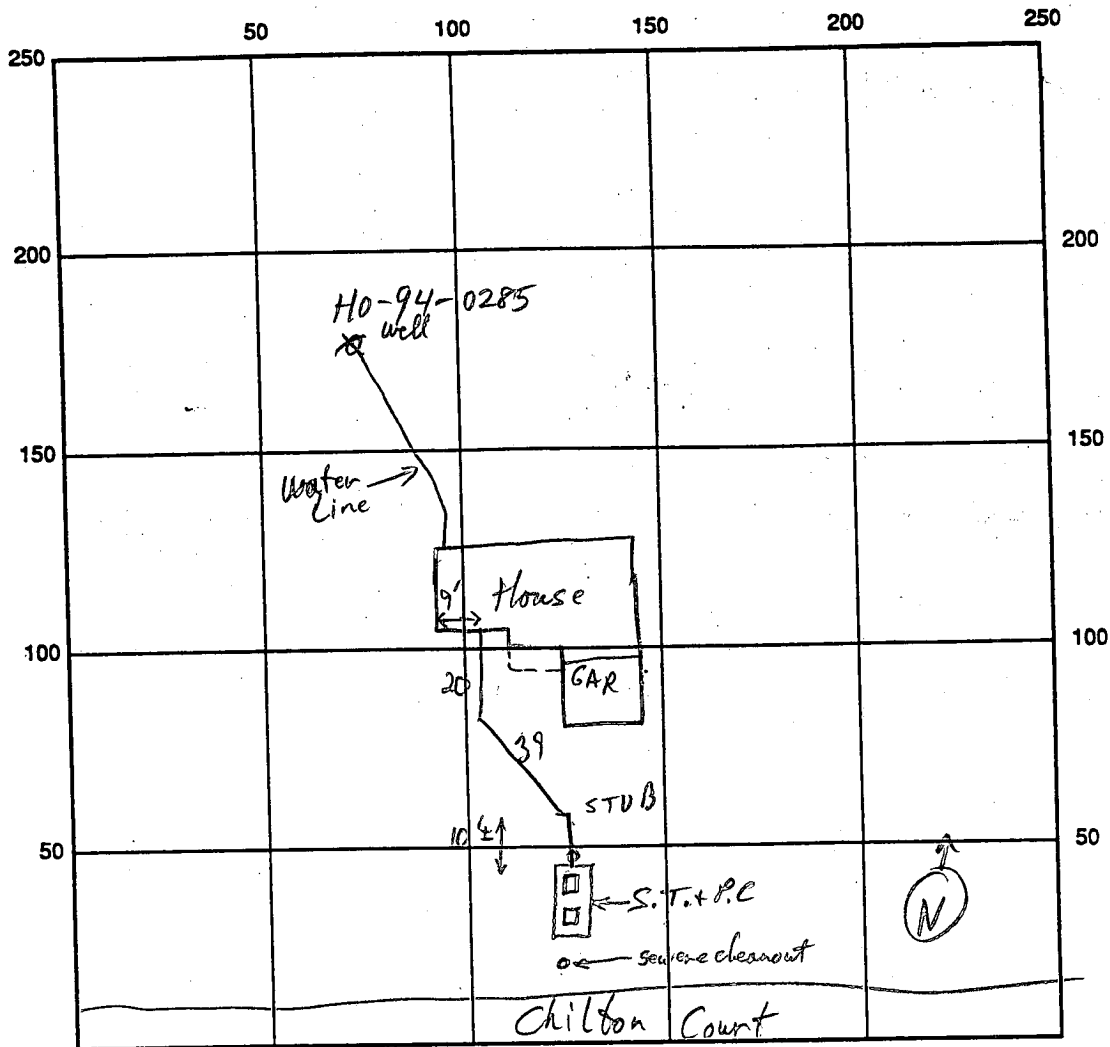 50 100 150 200 250
250
200 200
HO-94-0285
well
150 150
Water
Line
9' House
100 100
20 GAR
39
STUB
10 ±
50 50
S.T. + P.C
N
sewere cleanout
Chilton Court